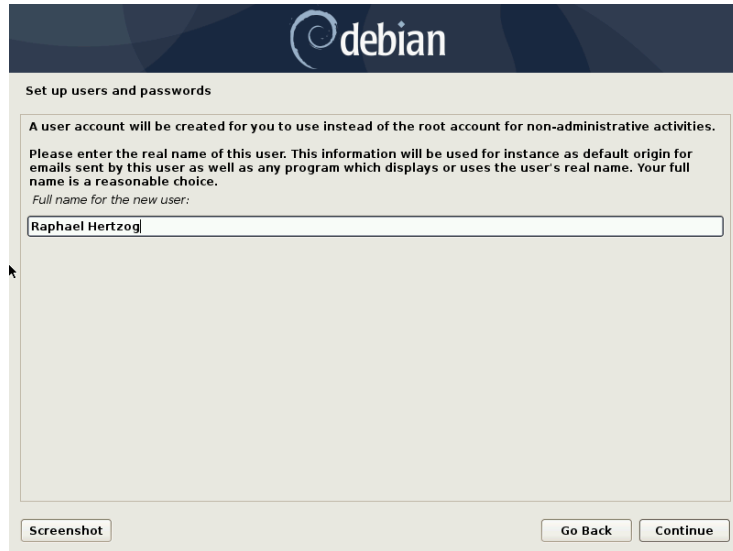 debian
Set up users and passwords
A user account will be created for you to use instead of the root account for non-administrative activities.
Please enter the real name of this user. This information will be used for instance as default origin for
emails sent by this user as well as any program which displays or uses the user's real name. Your full
name is a reasonable choice.
Full name for the new user:
Raphael Hertzog
Screenshot
Go Back
Continue